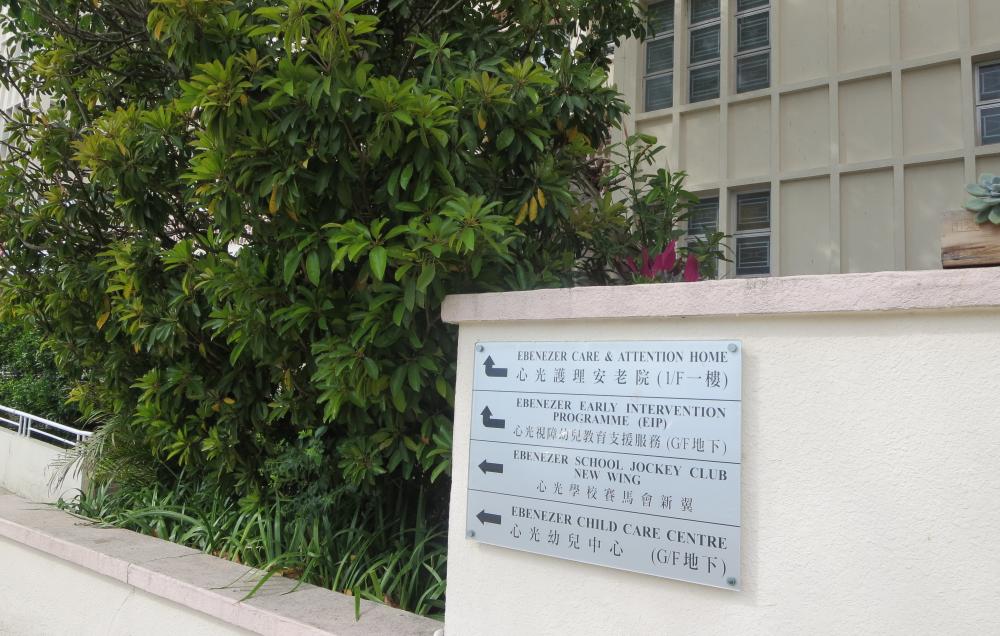 EBENEZER CARE & ATTENTION HOME
心光護理安老院 (1/F一樓)
EBENEZER EARLY INTERVENTION
PROGRAMME (EIP)
心光視障幼兒教育支援服務 (G/F地下)
EBENEZER SCHOOL JOCKEY CLUB
NEW WING
心光學校賽馬會新翼
EBENEZER CHILD CARE CENTRE
心光幼兒中心 (G/F地下)